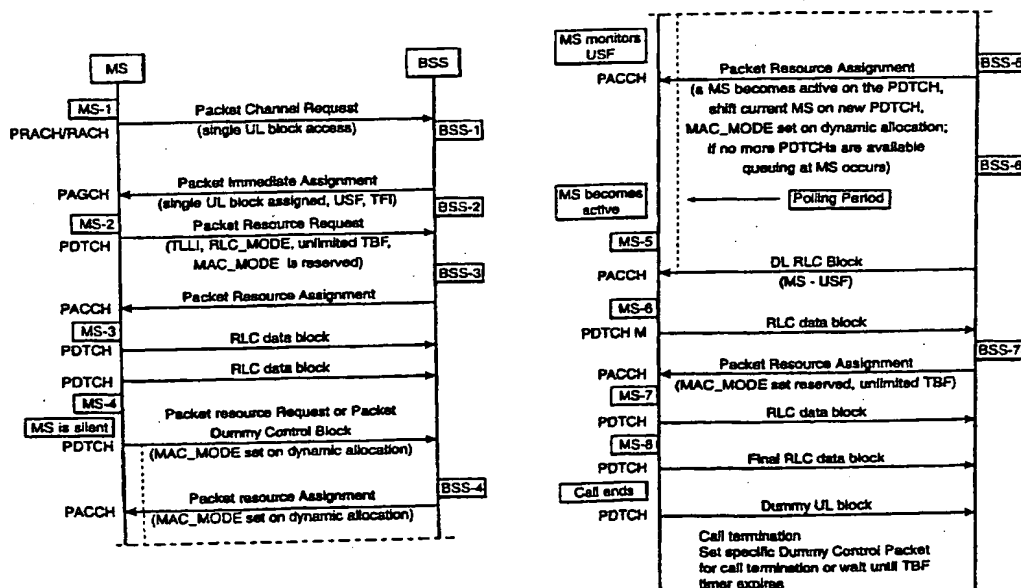 MS
BSS
MS-1
Packet Channel Request
PRACH/RACH
(single UL block access)
BSS-1
Packet Immediate Assignment
PAGCH
(single UL block assigned, USF, TFI)
BSS-2
MS-2
Packet Resource Request
PDTCH
(TLLI, RLC_MODE, unlimited TBF,
MAC_MODE is reserved)
BSS-3
Packet Resource Assignment
PACCH
MS-3
RLC data block
PDTCH
RLC data block
PDTCH
MS-4
Packet resource Request or Packet
MS is silent
Dummy Control Block
PDTCH
(MAC_MODE set on dynamic allocation)
BSS-4
Packet resource Assignment
PACCH
(MAC_MODE set on dynamic allocation)
MS monitors
USF
BSS-5
Packet Resource Assignment
PACCH
(a MS becomes active on the PDTCH,
shift current MS on new PDTCH,
MAC_MODE set on dynamic allocation;
if no more PDTCHs are available
queuing at MS occurs)
BSS-6
MS becomes
active
Polling Period
MS-5
DL RLC Block
PACCH
(MS - USF)
MS-6
RLC data block
PDTCH M
BSS-7
Packet Resource Assignment
PACCH
(MAC_MODE set reserved, unlimited TBF)
MS-7
RLC data block
PDTCH
MS-8
Final RLC data block
PDTCH
Call ends
Dummy UL block
PDTCH
Call termination
Set specific Dummy Control Packet
for call termination or wait until TBF
timer expires